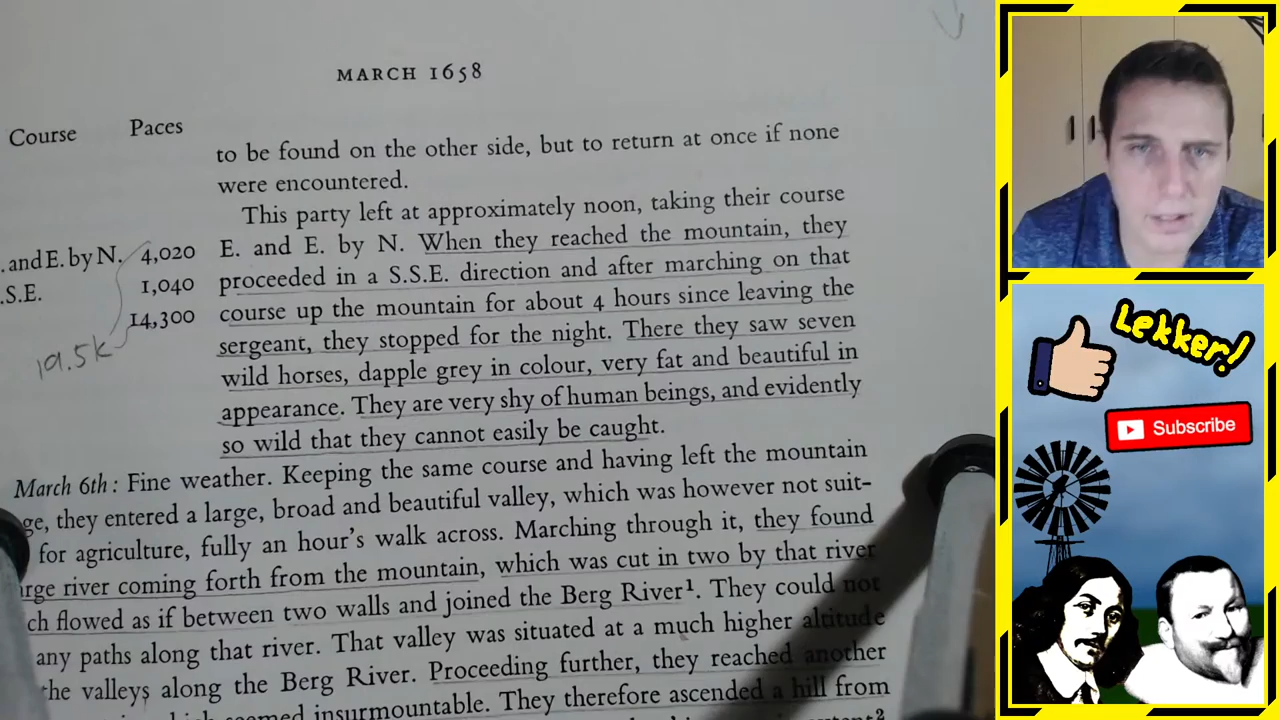 MARCH 1658
Course Paces
to be found on the other side, but to return at once if none
were encountered.
This party left at approximately noon, taking their course
. and E. by N. 4,020 E. and E. by N. When they reached the mountain, they
.S.E. 1,040 proceeded in a S.S.E. direction and after marching on that
14,300 course up the mountain for about 4 hours since leaving the
19.5k sergeant, they stopped for the night. There they saw seven
wild horses, dapple grey in colour, very fat and beautiful in
appearance. They are very shy of human beings, and evidently
so wild that they cannot easily be caught.
March 6th: Fine weather. Keeping the same course and having left the mountain
ge, they entered a large, broad and beautiful valley, which was however not suit-
for agriculture, fully an hour's walk across. Marching through it, they found
rge river coming forth from the mountain, which was cut in two by that river
ch flowed as if between two walls and joined the Berg River¹. They could not
any paths along that river. That valley was situated at a much higher altitude
the valleys along the Berg River. Proceeding further, they reached another
seemed insurmountable. They therefore ascended a hill from
Lekker!
Subscribe